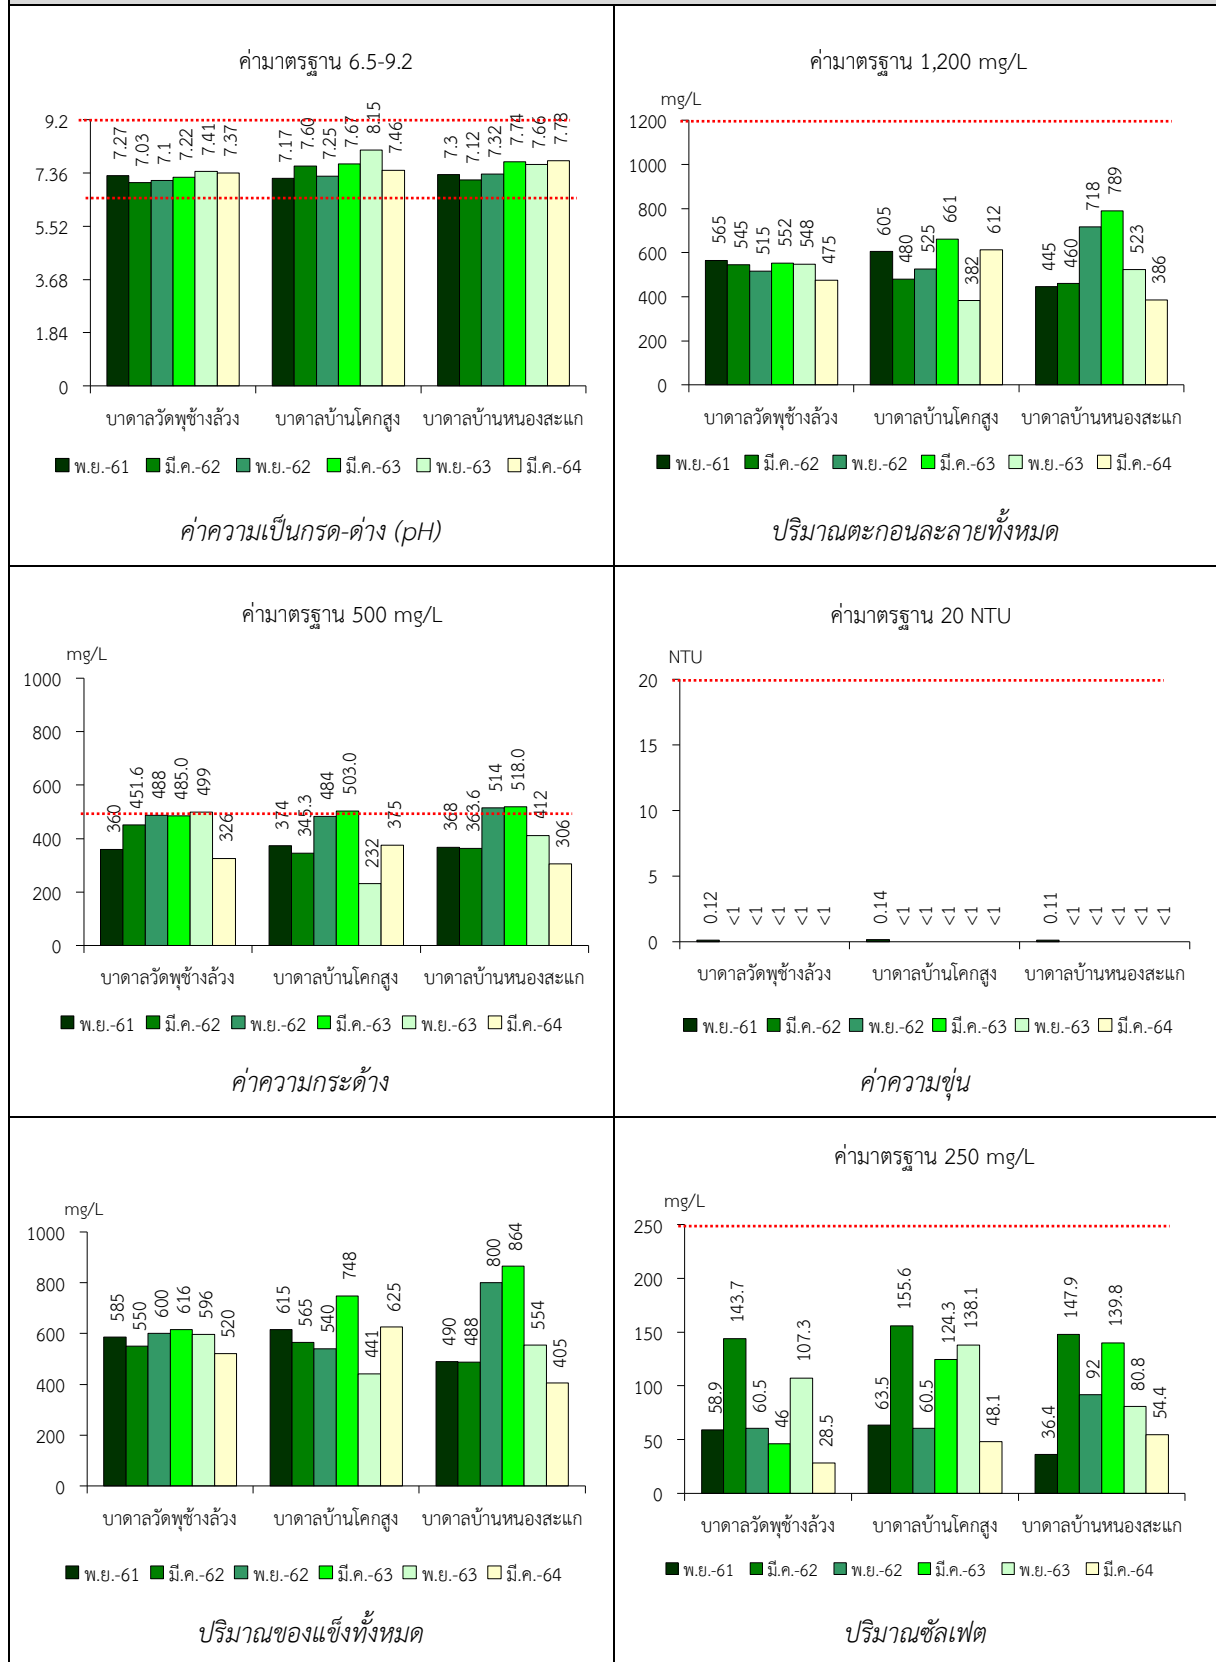 ค่ามาตรฐาน 6.5-9.2
9.2
7.36
5.52
3.68
1.84
0
7.27 7.03 7.1 7.22 7.41 7.37
7.17 7.60 7.25 7.67 8.15 7.46
7.3 7.12 7.32 7.74 7.66 7.78
บาดาลวัดพุช้างล้วง บาดาลบ้านโคกสูง บาดาลบ้านหนองสะแก
พ.ย.-61 มี.ค.-62 พ.ย.-62 มี.ค.-63 พ.ย.-63 มี.ค.-64
ค่าความเป็นกรด-ด่าง (pH)
ค่ามาตรฐาน 1,200 mg/L
mg/L
1200
1000
800
600
400
200
0
565 545 515 552 548 475
605 480 525 661 382 612
445 460 718 789 523 386
บาดาลวัดพุช้างล้วง บาดาลบ้านโคกสูง บาดาลบ้านหนองสะแก
พ.ย.-61 มี.ค.-62 พ.ย.-62 มี.ค.-63 พ.ย.-63 มี.ค.-64
ปริมาณตะกอนละลายทั้งหมด
ค่ามาตรฐาน 500 mg/L
mg/L
1000
800
600
400
200
0
360 451.6 488 485.0 499 326
374 345.3 484 503.0 232 375
368 363.6 514 518.0 412 306
บาดาลวัดพุช้างล้วง บาดาลบ้านโคกสูง บาดาลบ้านหนองสะแก
พ.ย.-61 มี.ค.-62 พ.ย.-62 มี.ค.-63 พ.ย.-63 มี.ค.-64
ค่าความกระด้าง
ค่ามาตรฐาน 20 NTU
NTU
20
15
10
5
0
0.12 <1 <1 <1 <1 <1
0.14 <1 <1 <1 <1 <1
0.11 <1 <1 <1 <1 <1
บาดาลวัดพุช้างล้วง บาดาลบ้านโคกสูง บาดาลบ้านหนองสะแก
พ.ย.-61 มี.ค.-62 พ.ย.-62 มี.ค.-63 พ.ย.-63 มี.ค.-64
ค่าความขุ่น
mg/L
1000
800
600
400
200
0
585 550 600 616 596 520
615 565 540 748 441 625
490 488 800 864 554 405
บาดาลวัดพุช้างล้วง บาดาลบ้านโคกสูง บาดาลบ้านหนองสะแก
พ.ย.-61 มี.ค.-62 พ.ย.-62 มี.ค.-63 พ.ย.-63 มี.ค.-64
ปริมาณของแข็งทั้งหมด
ค่ามาตรฐาน 250 mg/L
mg/L
250
200
150
100
50
0
58.9 143.7 60.5 46 107.3 28.5
63.5 155.6 60.5 124.3 138.1 48.1
36.4 147.9 92 139.8 80.8 54.4
บาดาลวัดพุช้างล้วง บาดาลบ้านโคกสูง บาดาลบ้านหนองสะแก
พ.ย.-61 มี.ค.-62 พ.ย.-62 มี.ค.-63 พ.ย.-63 มี.ค.-64
ปริมาณซัลเฟต